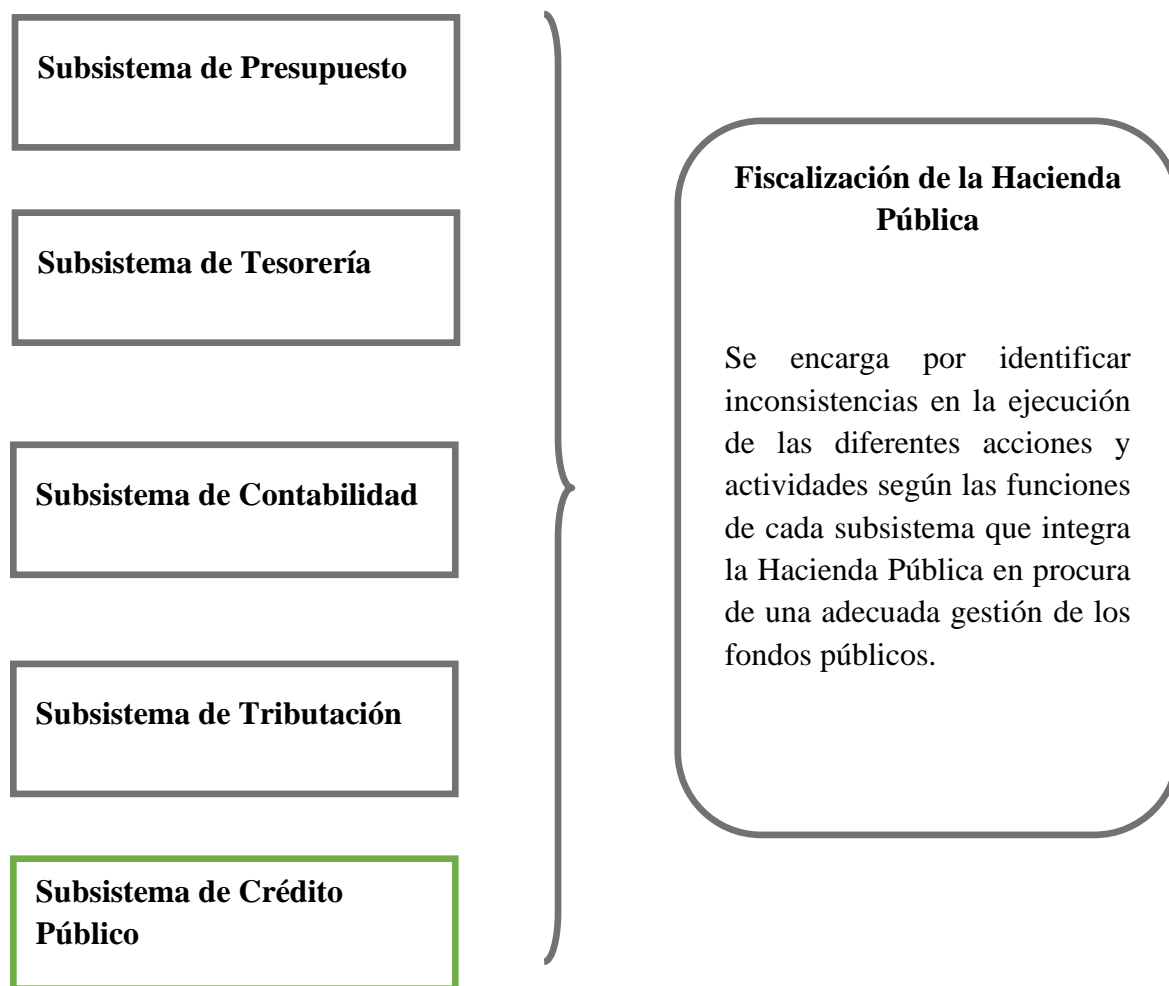 Subsistema de Presupuesto
Subsistema de Tesorería
Subsistema de Contabilidad
Subsistema de Tributación
Subsistema de Crédito
Público
Fiscalización de la Hacienda
Pública
Se encarga por identificar
inconsistencias en la ejecución
de las diferentes acciones y
actividades según las funciones
de cada subsistema que integra
la Hacienda Pública en procura
de una adecuada gestión de los
fondos públicos.